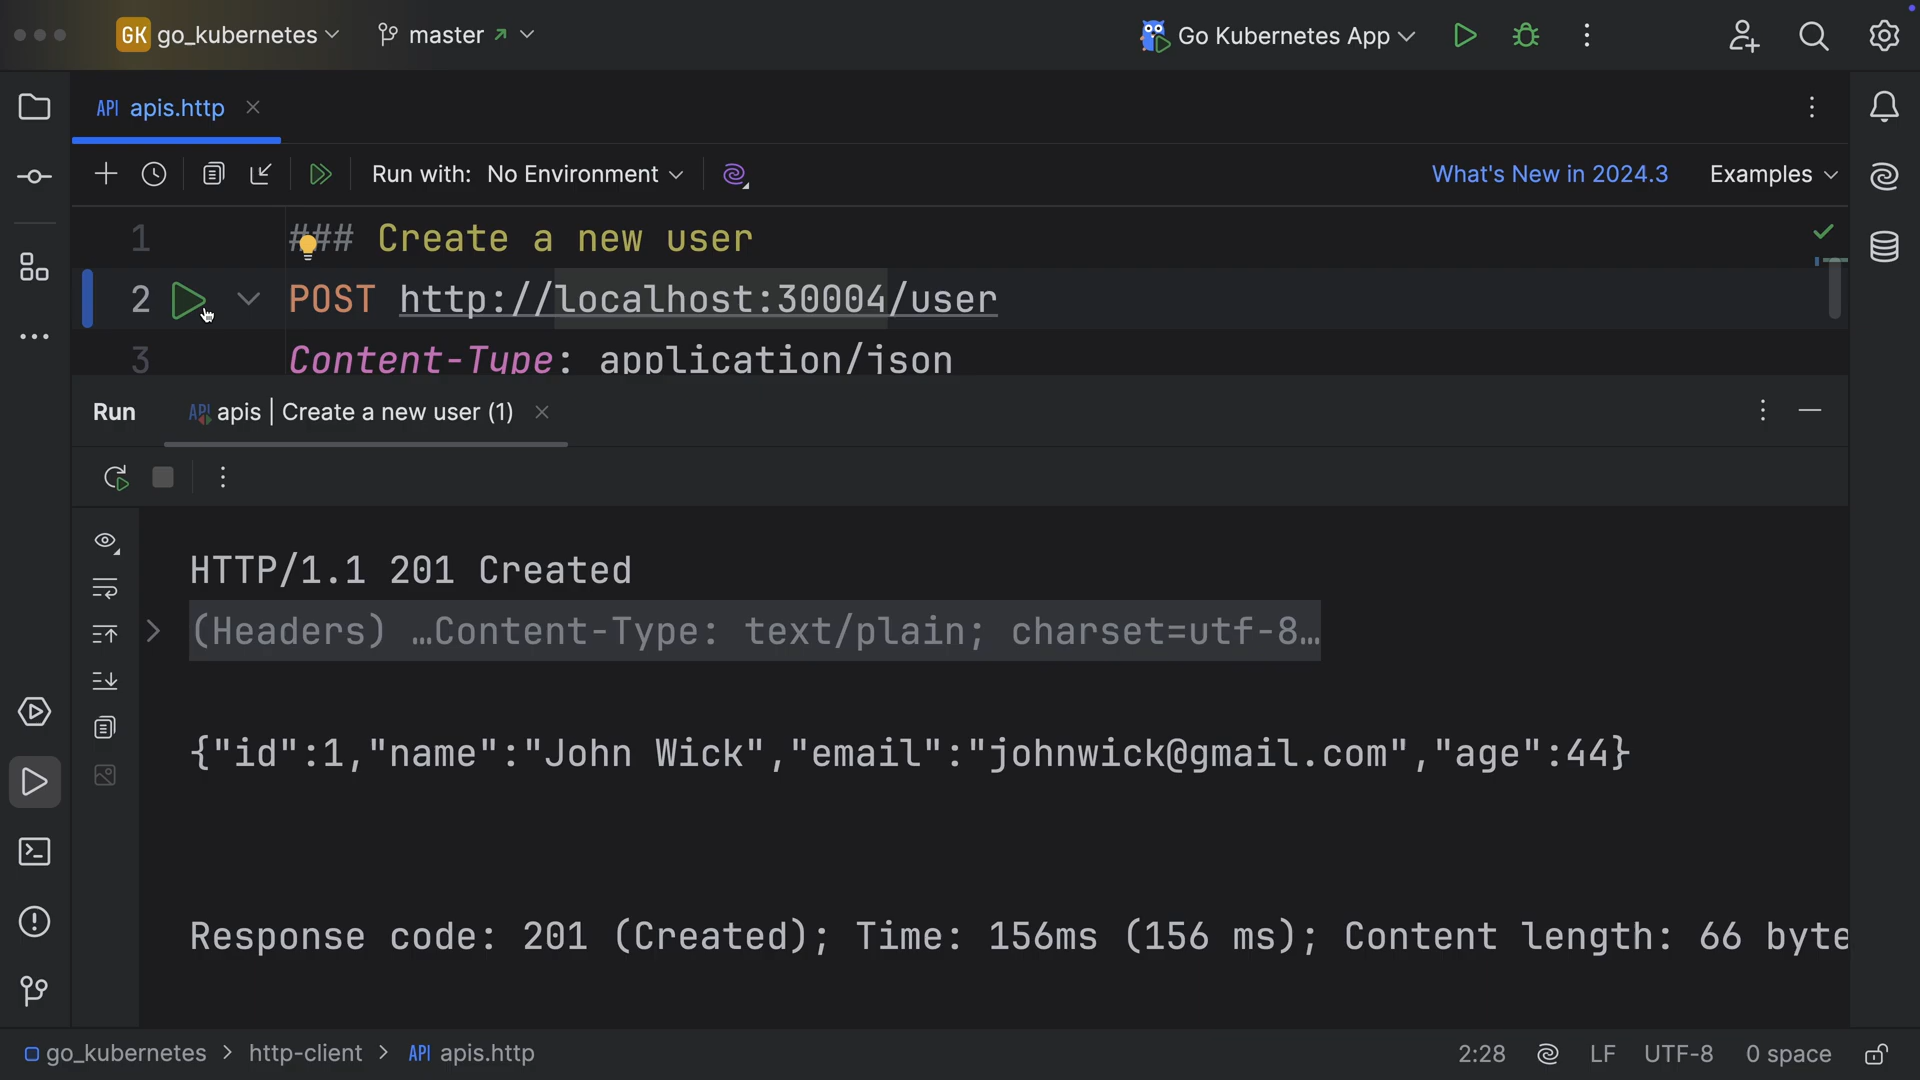 GK go_kubernetes master Go Kubernetes App
API apis.http
Run with: No Environment What's New in 2024.3 Examples
1 ### Create a new user
2 POST http://localhost:30004/user
3 Content-Type: application/json
Run API apis | Create a new user (1)
HTTP/1.1 201 Created
(Headers) …Content-Type: text/plain; charset=utf-8…
{"id":1,"name":"John Wick","email":"johnwick@gmail.com","age":44}
Response code: 201 (Created); Time: 156ms (156 ms); Content length: 66 byte
go_kubernetes > http-client > API apis.http 2:28 LF UTF-8 0 space